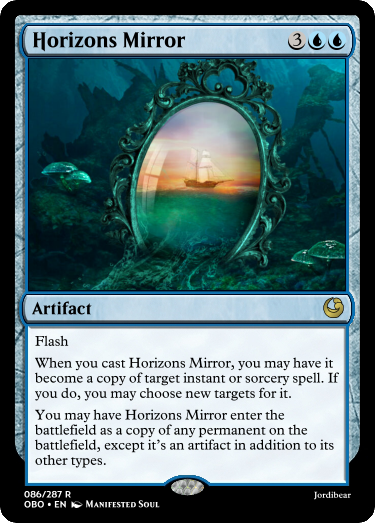 Horizons Mirror 3
Artifact
Flash
When you cast Horizons Mirror, you may have it
become a copy of target instant or sorcery spell. If
you do, you may choose new targets for it.
You may have Horizons Mirror enter the
battlefield as a copy of any permanent on the
battlefield, except it's an artifact in addition to its
other types.
086/287 R
OBO • EN Manifested Soul
Jordibear